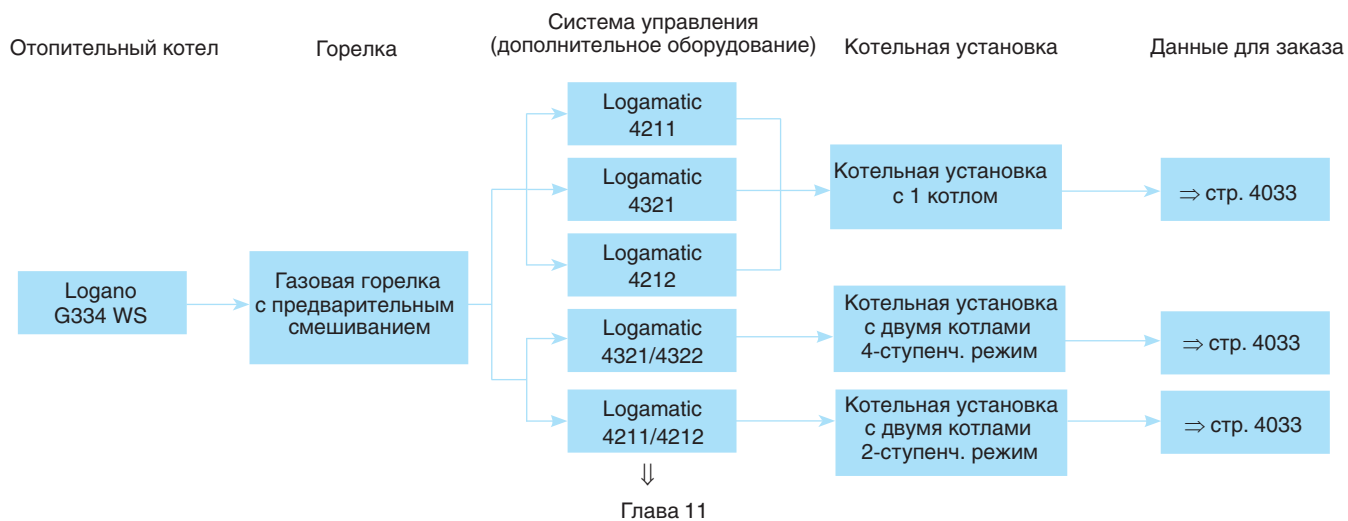 Отопительный котел
Горелка
Система управления
(дополнительное оборудование)
Котельная установка
Данные для заказа
Logano
G334 WS
Газовая горелка
с предварительным
смешиванием
Logamatic
4211
Logamatic
4321
Logamatic
4212
Logamatic
4321/4322
Logamatic
4211/4212
⇓
Глава 11
Котельная установка
с 1 котлом
Котельная установка
с двумя котлами
4-ступенч. режим
Котельная установка
с двумя котлами
2-ступенч. режим
⇒ стр. 4033
⇒ стр. 4033
⇒ стр. 4033